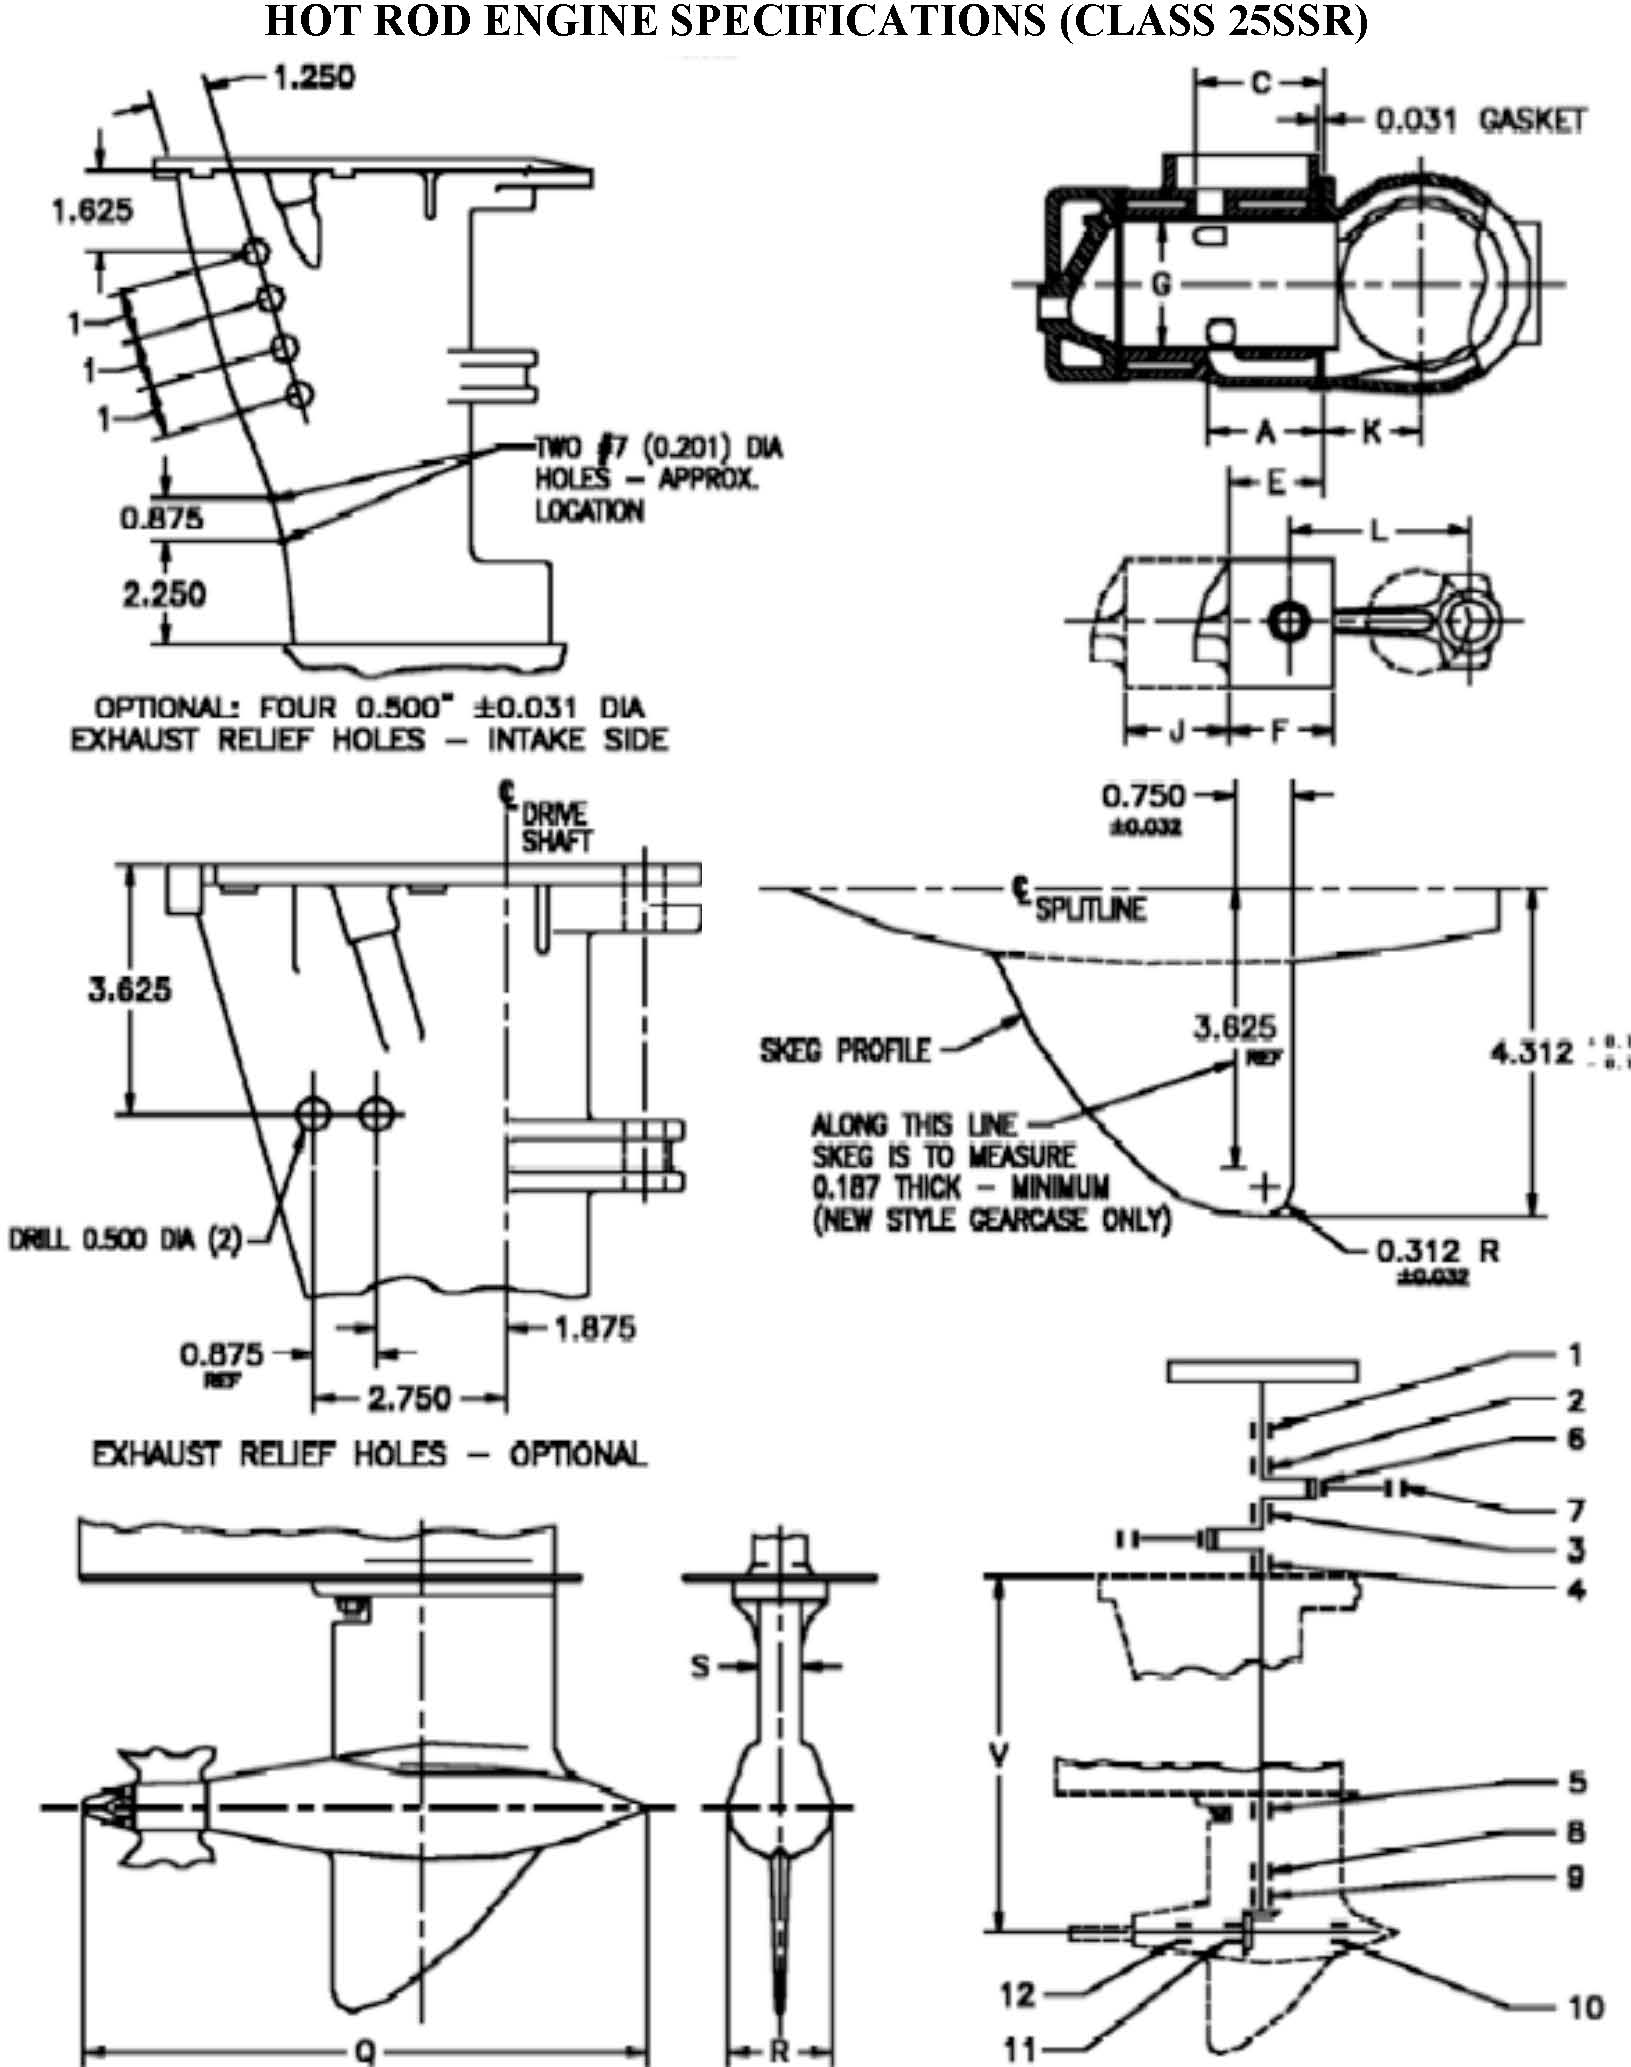 HOT ROD ENGINE SPECIFICATIONS (CLASS 25SSR)
1.250
1.625
1
1
1
TWO #7 (0.201) DIA
HOLES – APPROX.
LOCATION
0.875
2.250
OPTIONAL: FOUR 0.500" ±0.031 DIA
EXHAUST RELIEF HOLES – INTAKE SIDE
C
0.031 GASKET
G
A
K
E
L
J
F
℄ DRIVE
SHAFT
3.625
DRILL 0.500 DIA (2)
1.875
0.875
REF
2.750
EXHAUST RELIEF HOLES – OPTIONAL
0.750
±0.032
℄ SPLITLINE
SKEG PROFILE
3.625
REF
4.312
ALONG THIS LINE
SKEG IS TO MEASURE
0.187 THICK – MINIMUM
(NEW STYLE GEARCASE ONLY)
0.312 R
±0.032
S
Q
R
1
2
6
7
3
4
V
5
8
9
12
11
10